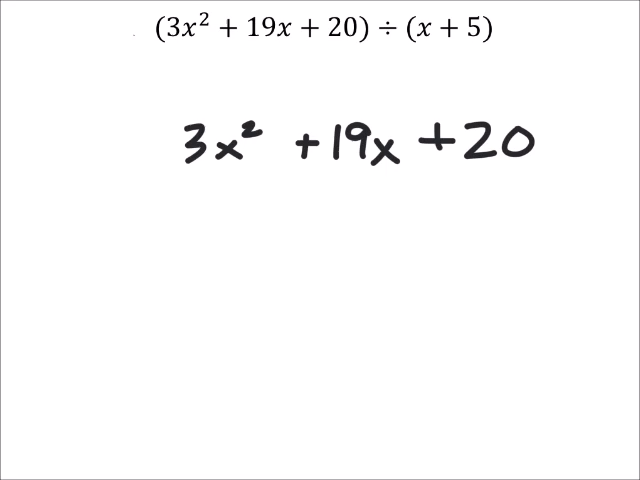 (3x² + 19x + 20) ÷ (x + 5)
3x² + 19x + 20